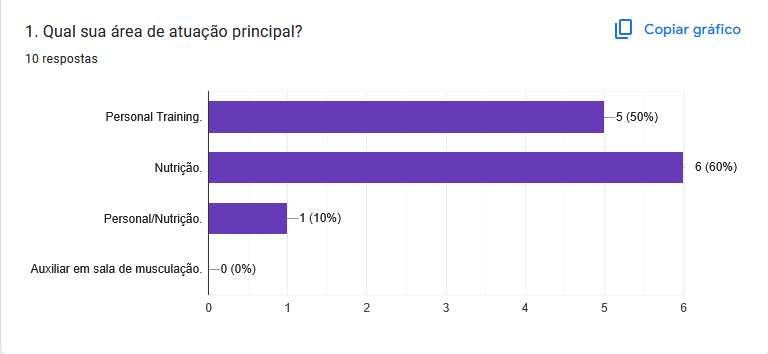 1. Qual sua área de atuação principal?
Copiar gráfico
10 respostas
Personal Training.
5 (50%)
Nutrição.
6 (60%)
Personal/Nutrição.
1 (10%)
Auxiliar em sala de musculação.
0 (0%)
0 1 2 3 4 5 6